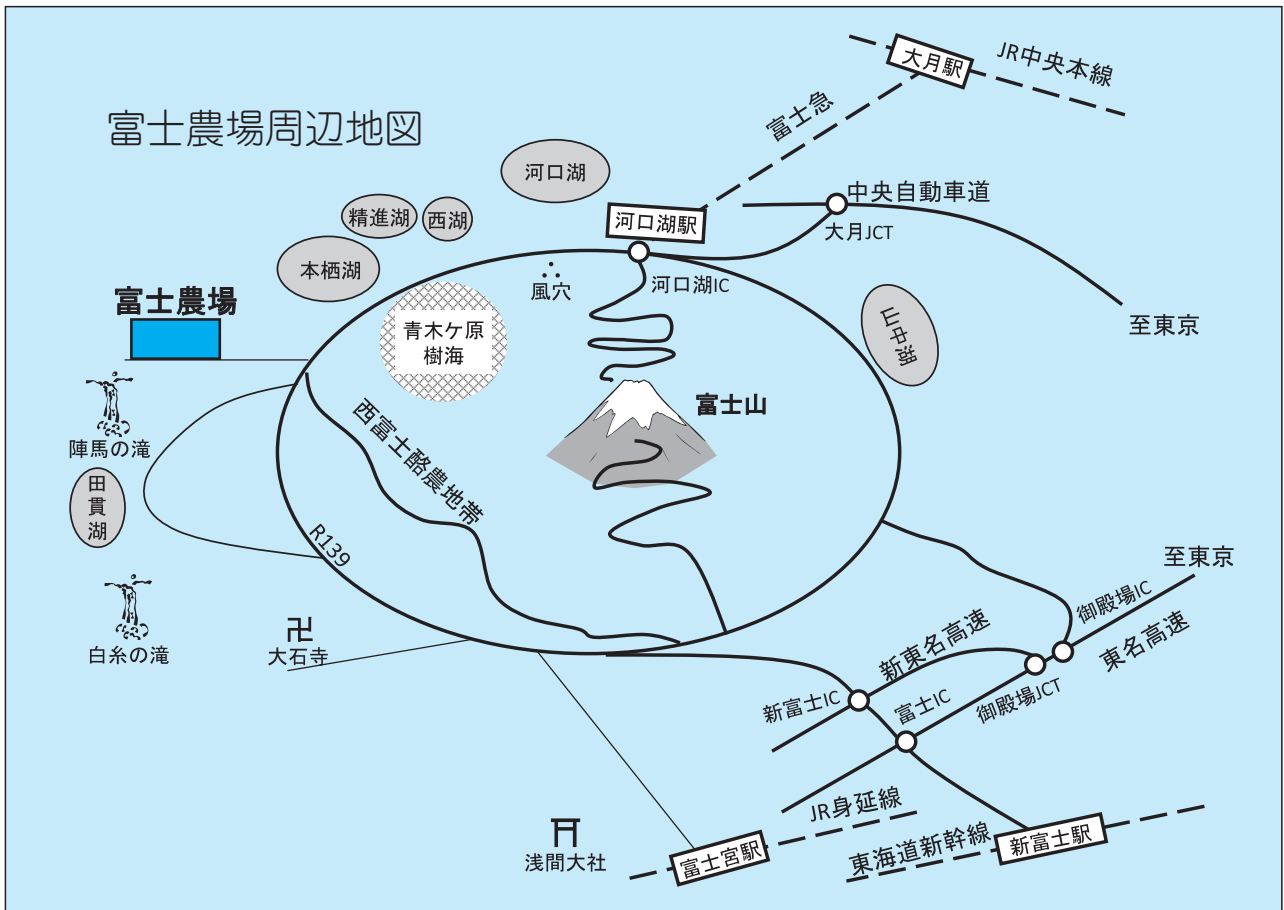 大月駅
JR中央本線
富士農場周辺地図
富士急
河口湖
精進湖
西湖
河口湖駅
中央自動車道
大月JCT
本栖湖
風穴
河口湖IC
富士農場
至東京
山中湖
青木ケ原
樹海
富士山
陣馬の滝
西富士酪農地帯
田
貫
湖
R139
至東京
御殿場IC
東名高速
白糸の滝
卍
大石寺
新東名高速
新富士IC
富士IC
御殿場JCT
JR身延線
浅間大社
富士宮駅
東海道新幹線
新富士駅